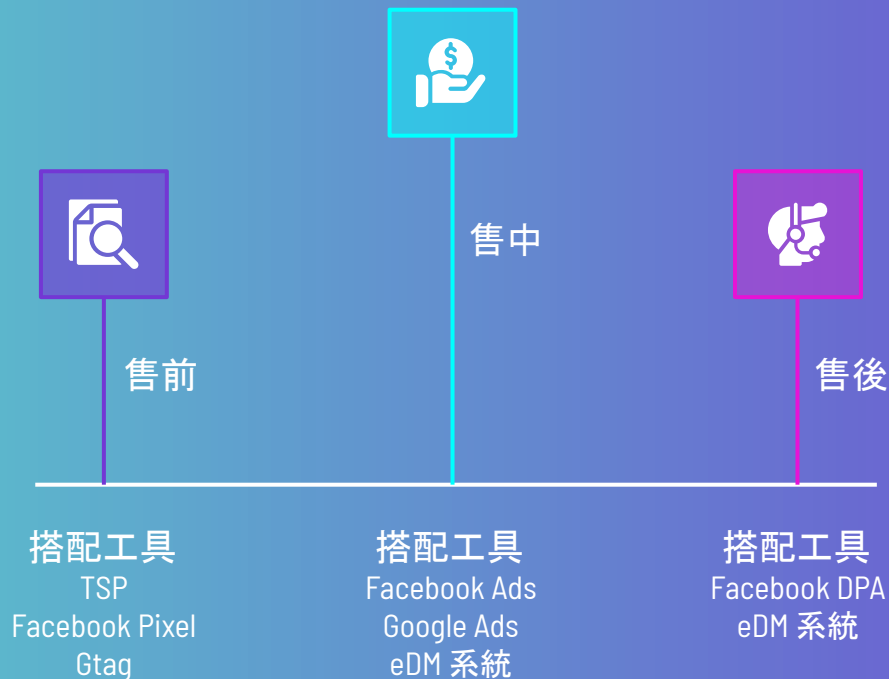 $
售中
售前
售後
搭配工具
TSP
Facebook Pixel
Gtag
搭配工具
Facebook Ads
Google Ads
eDM 系統
搭配工具
Facebook DPA
eDM 系統